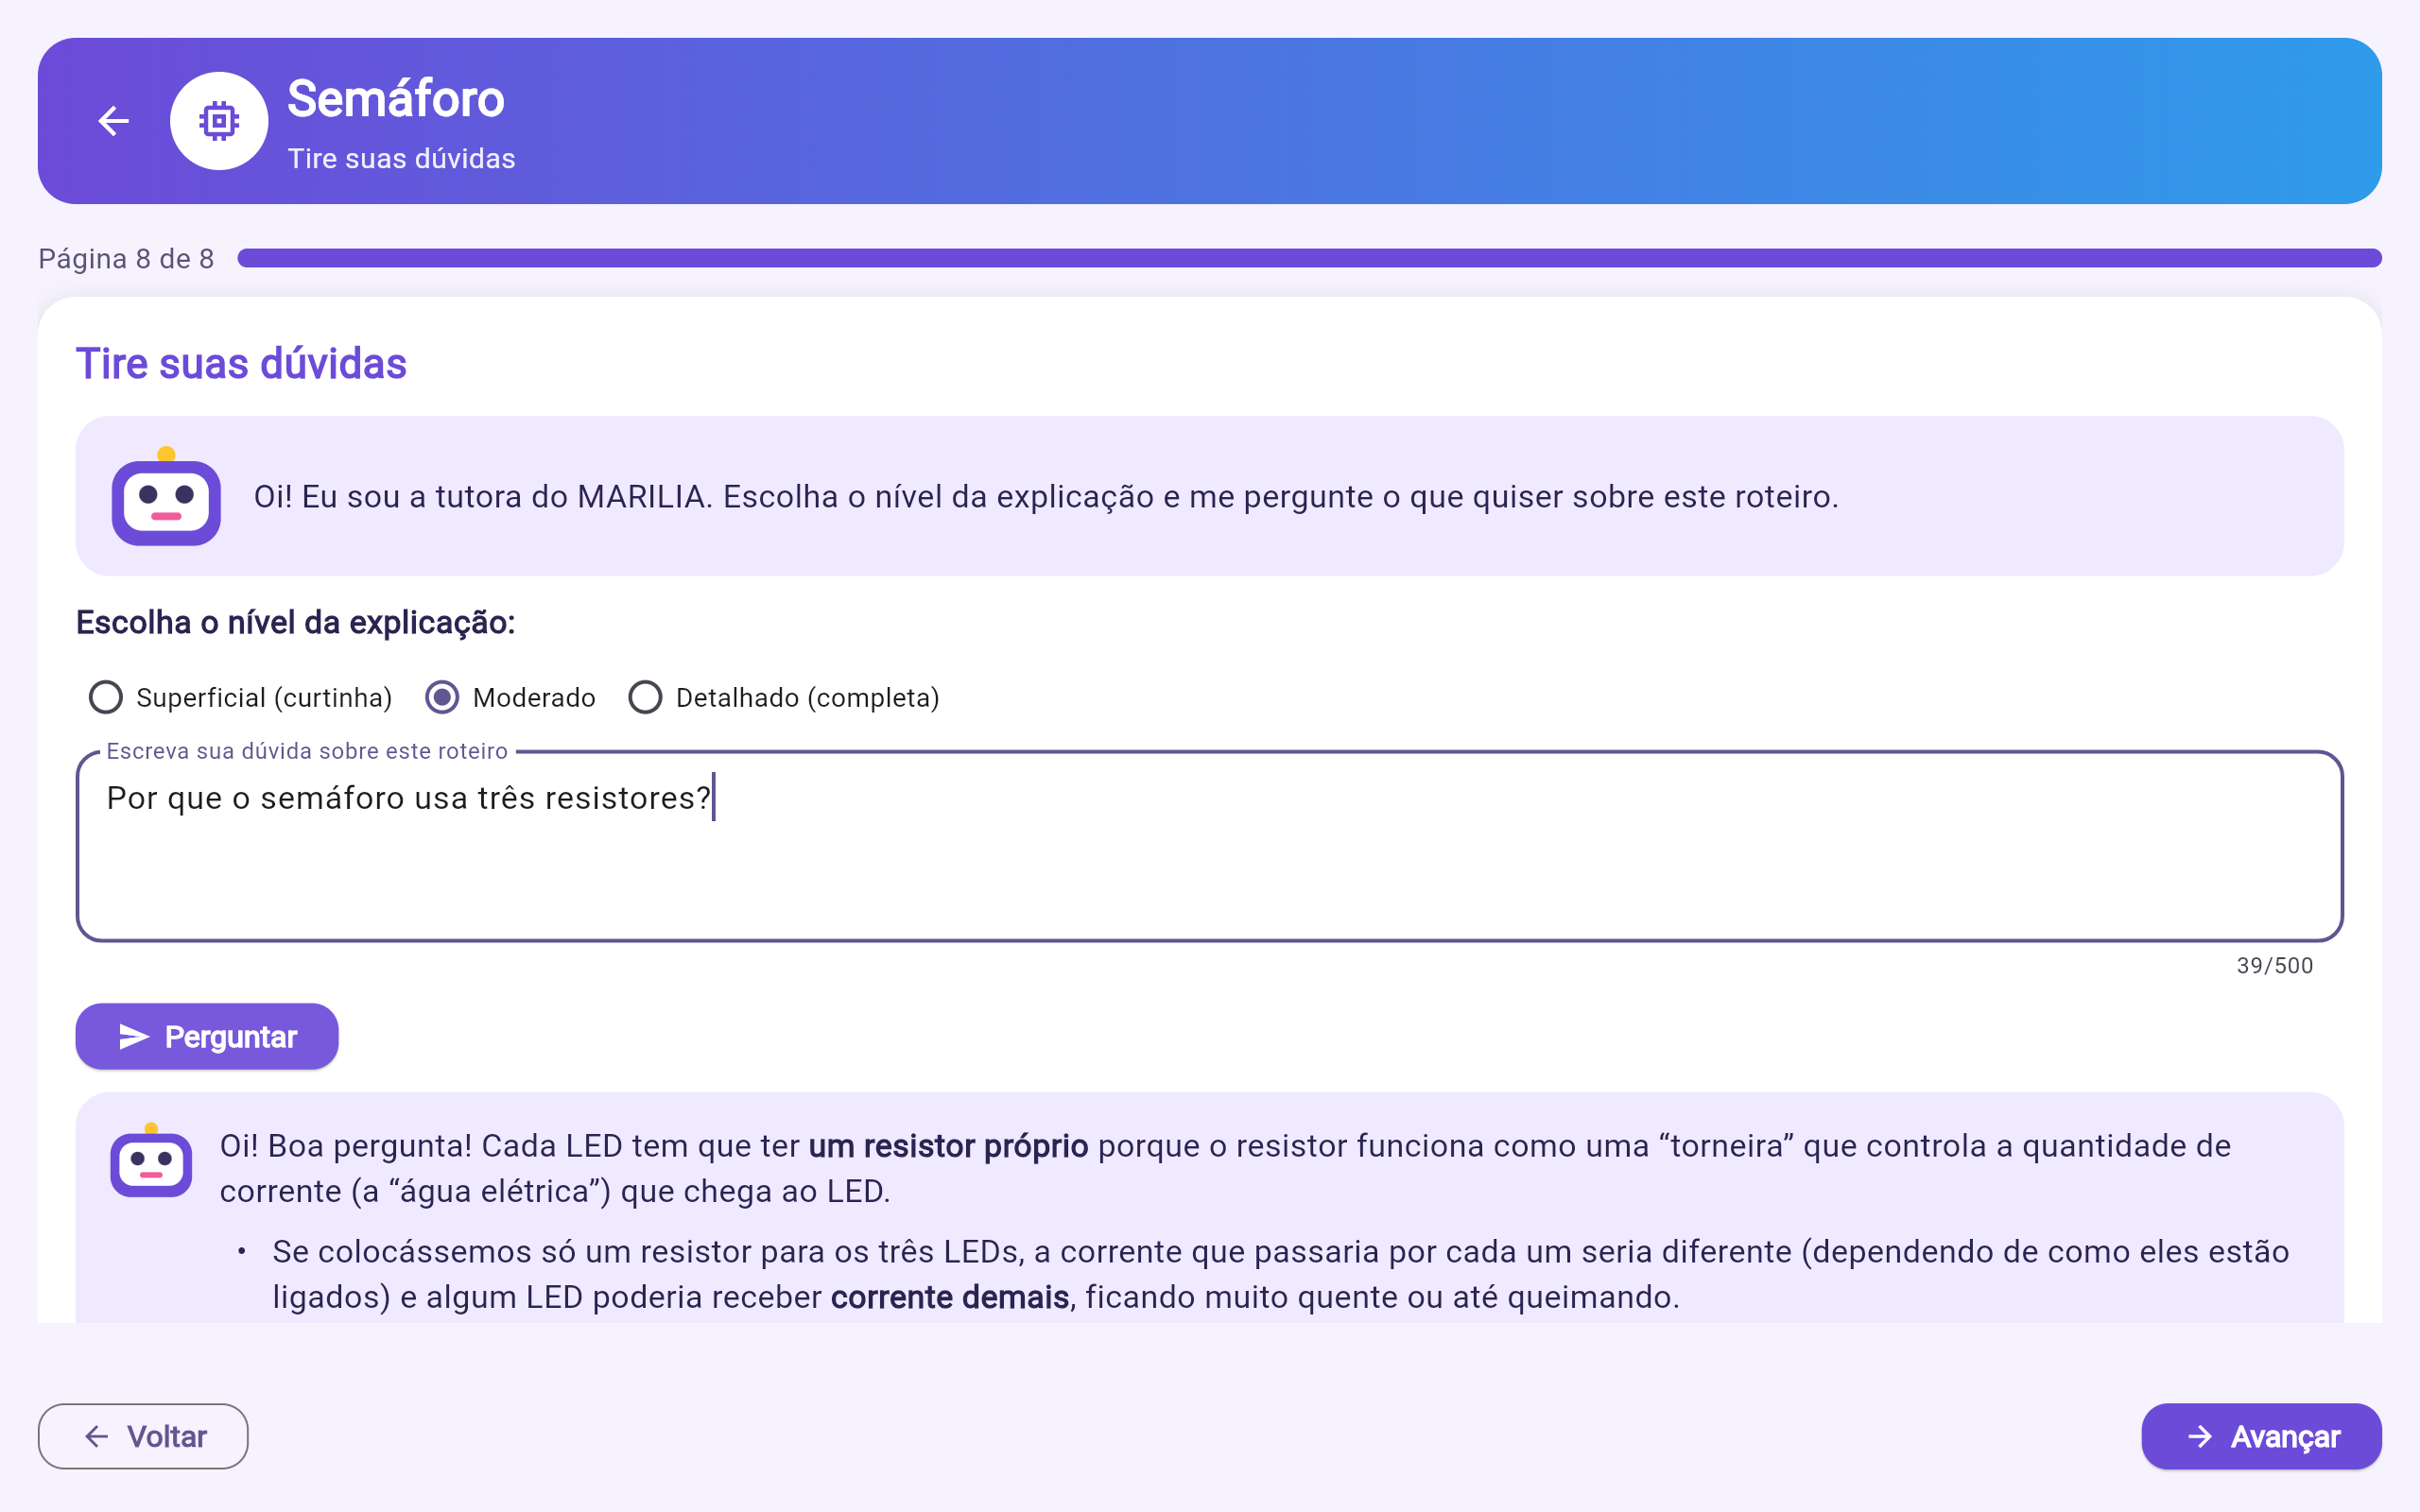 Semáforo
Tire suas dúvidas
Página 8 de 8
Tire suas dúvidas
Oi! Eu sou a tutora do MARILIA. Escolha o nível da explicação e me pergunte o que quiser sobre este roteiro.
Escolha o nível da explicação:
Superficial (curtinha) Moderado Detalhado (completa)
Escreva sua dúvida sobre este roteiro
Por que o semáforo usa três resistores?
39/500
Perguntar
Oi! Boa pergunta! Cada LED tem que ter um resistor próprio porque o resistor funciona como uma “torneira” que controla a quantidade de
corrente (a “água elétrica”) que chega ao LED.
• Se colocássemos só um resistor para os três LEDs, a corrente que passaria por cada um seria diferente (dependendo de como eles estão
ligados) e algum LED poderia receber corrente demais, ficando muito quente ou até queimando.
Voltar
Avançar